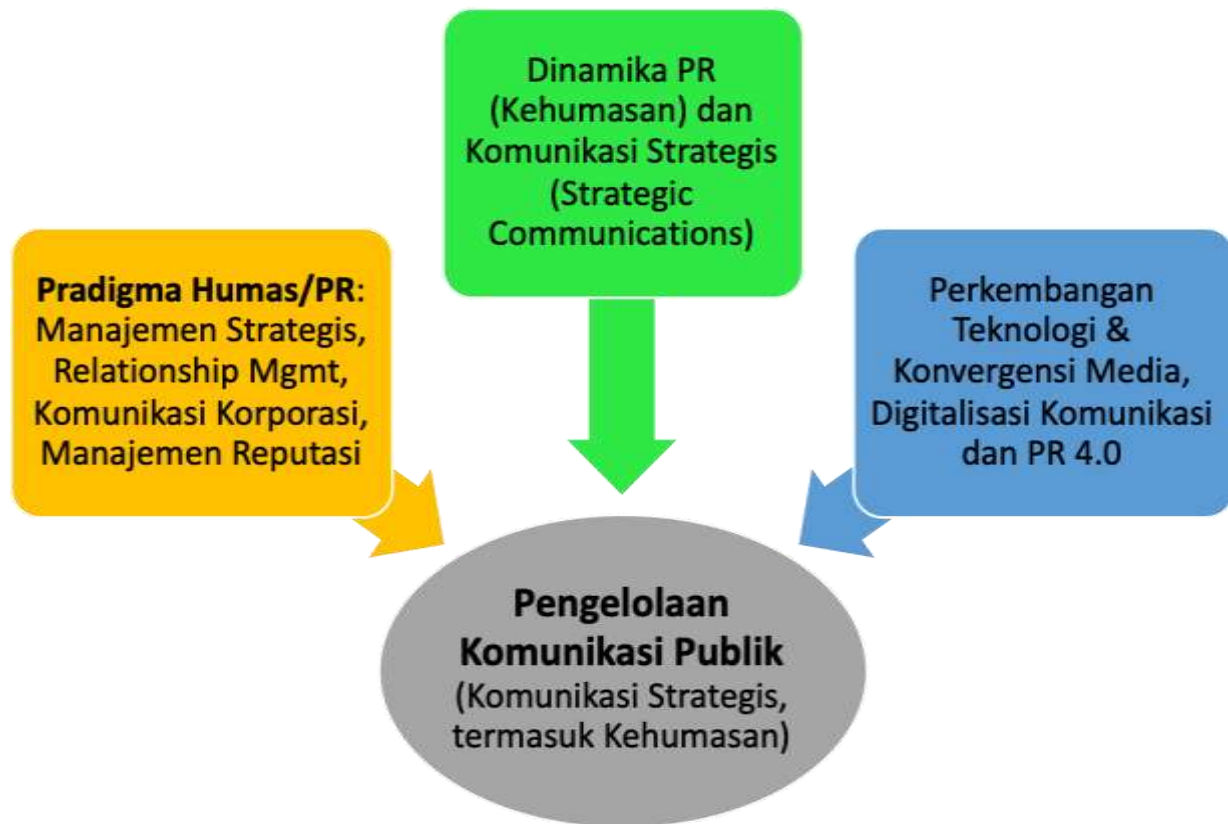 Dinamika PR
(Kehumasan) dan
Komunikasi Strategis
(Strategic
Communications)
Pradigma Humas/PR:
Manajemen Strategis,
Relationship Mgmt,
Komunikasi Korporasi,
Manajemen Reputasi
Perkembangan
Teknologi &
Konvergensi Media,
Digitalisasi Komunikasi
dan PR 4.0
Pengelolaan
Komunikasi Publik
(Komunikasi Strategis,
termasuk Kehumasan)